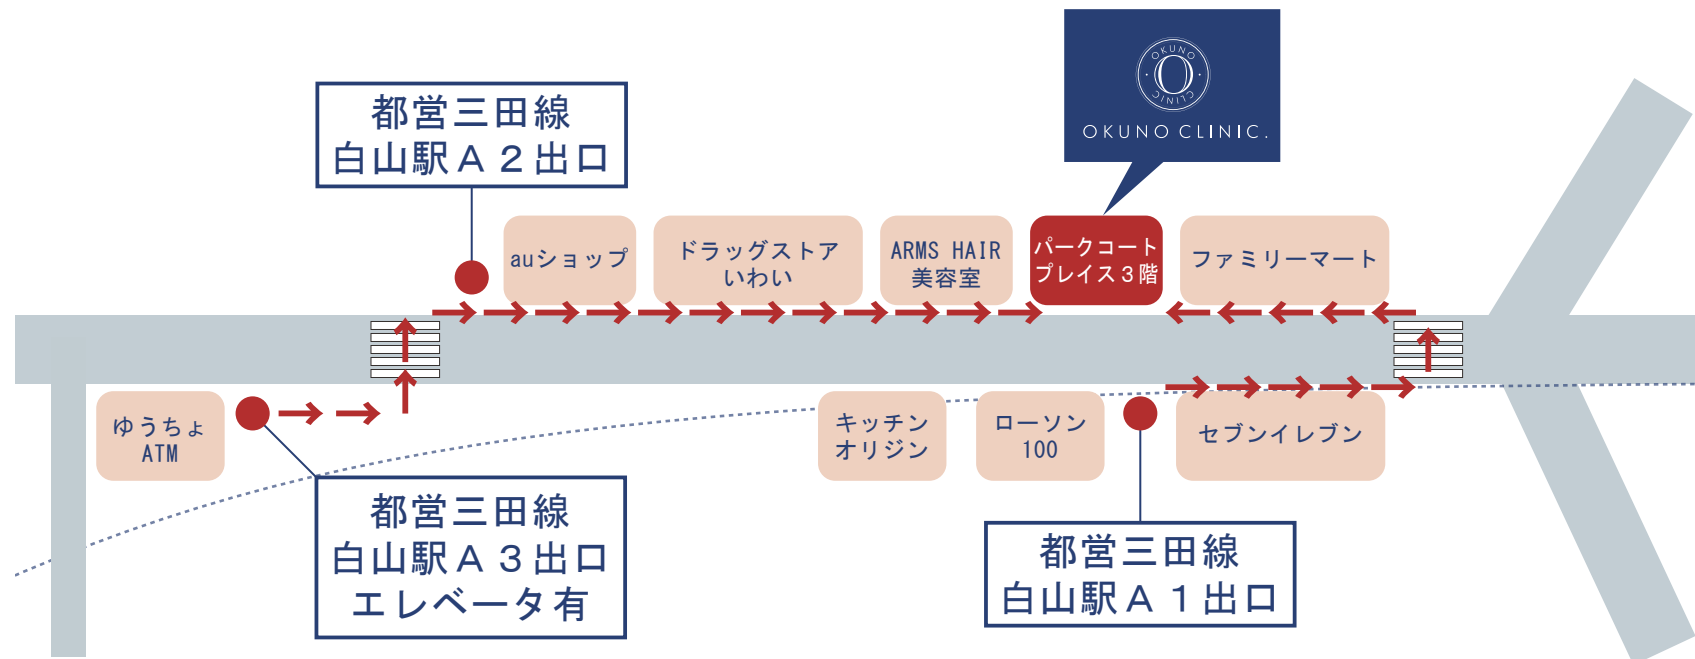 OKUNO
CLINIC
OKUNO CLINIC.
都営三田線
白山駅Ａ２出口
auショップ
ドラッグストア
いわい
ARMS HAIR
美容室
パークコート
プレイス３階
ファミリーマート
ゆうちょ
ATM
キッチン
オリジン
ローソン
100
セブンイレブン
都営三田線
白山駅Ａ３出口
エレベータ有
都営三田線
白山駅Ａ１出口